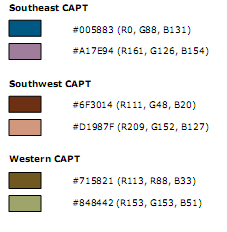 Southeast CAPT
#005883 (R0, G88, B131)
#A17E94 (R161, G126, B154)
Southwest CAPT
#6F3014 (R111, G48, B20)
#D1987F (R209, G152, B127)
Western CAPT
#715821 (R113, R88, B33)
#848442 (R153, G153, B51)